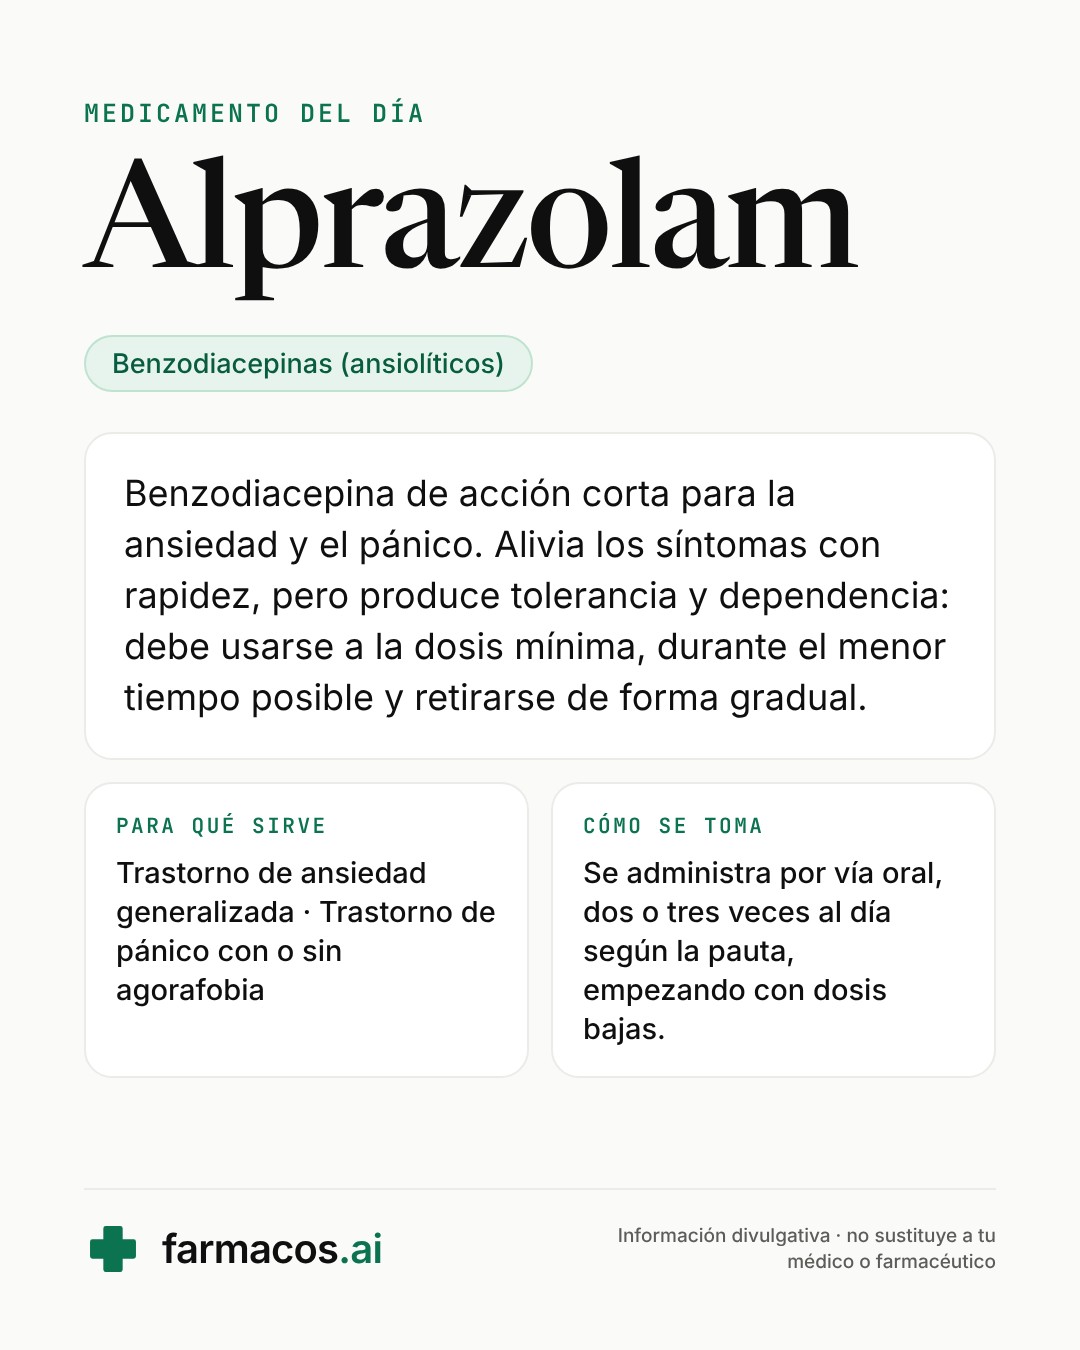 MEDICAMENTO DEL DÍA
Alprazolam
Benzodiacepinas (ansiolíticos)
Benzodiacepina de acción corta para la
ansiedad y el pánico. Alivia los síntomas con
rapidez, pero produce tolerancia y dependencia:
debe usarse a la dosis mínima, durante el menor
tiempo posible y retirarse de forma gradual.
PARA QUÉ SIRVE
Trastorno de ansiedad
generalizada · Trastorno de
pánico con o sin
agorafobia
CÓMO SE TOMA
Se administra por vía oral,
dos o tres veces al día
según la pauta,
empezando con dosis
bajas.
farmacos.ai
Información divulgativa · no sustituye a tu
médico o farmacéutico